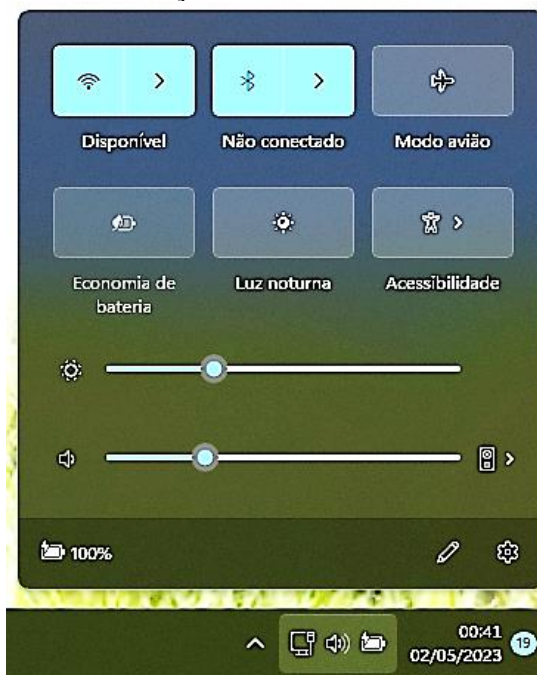 Disponível
Não conectado
Modo avião
Economia de
bateria
Luz noturna
Acessibilidade
100%
00:41
02/05/2023
19